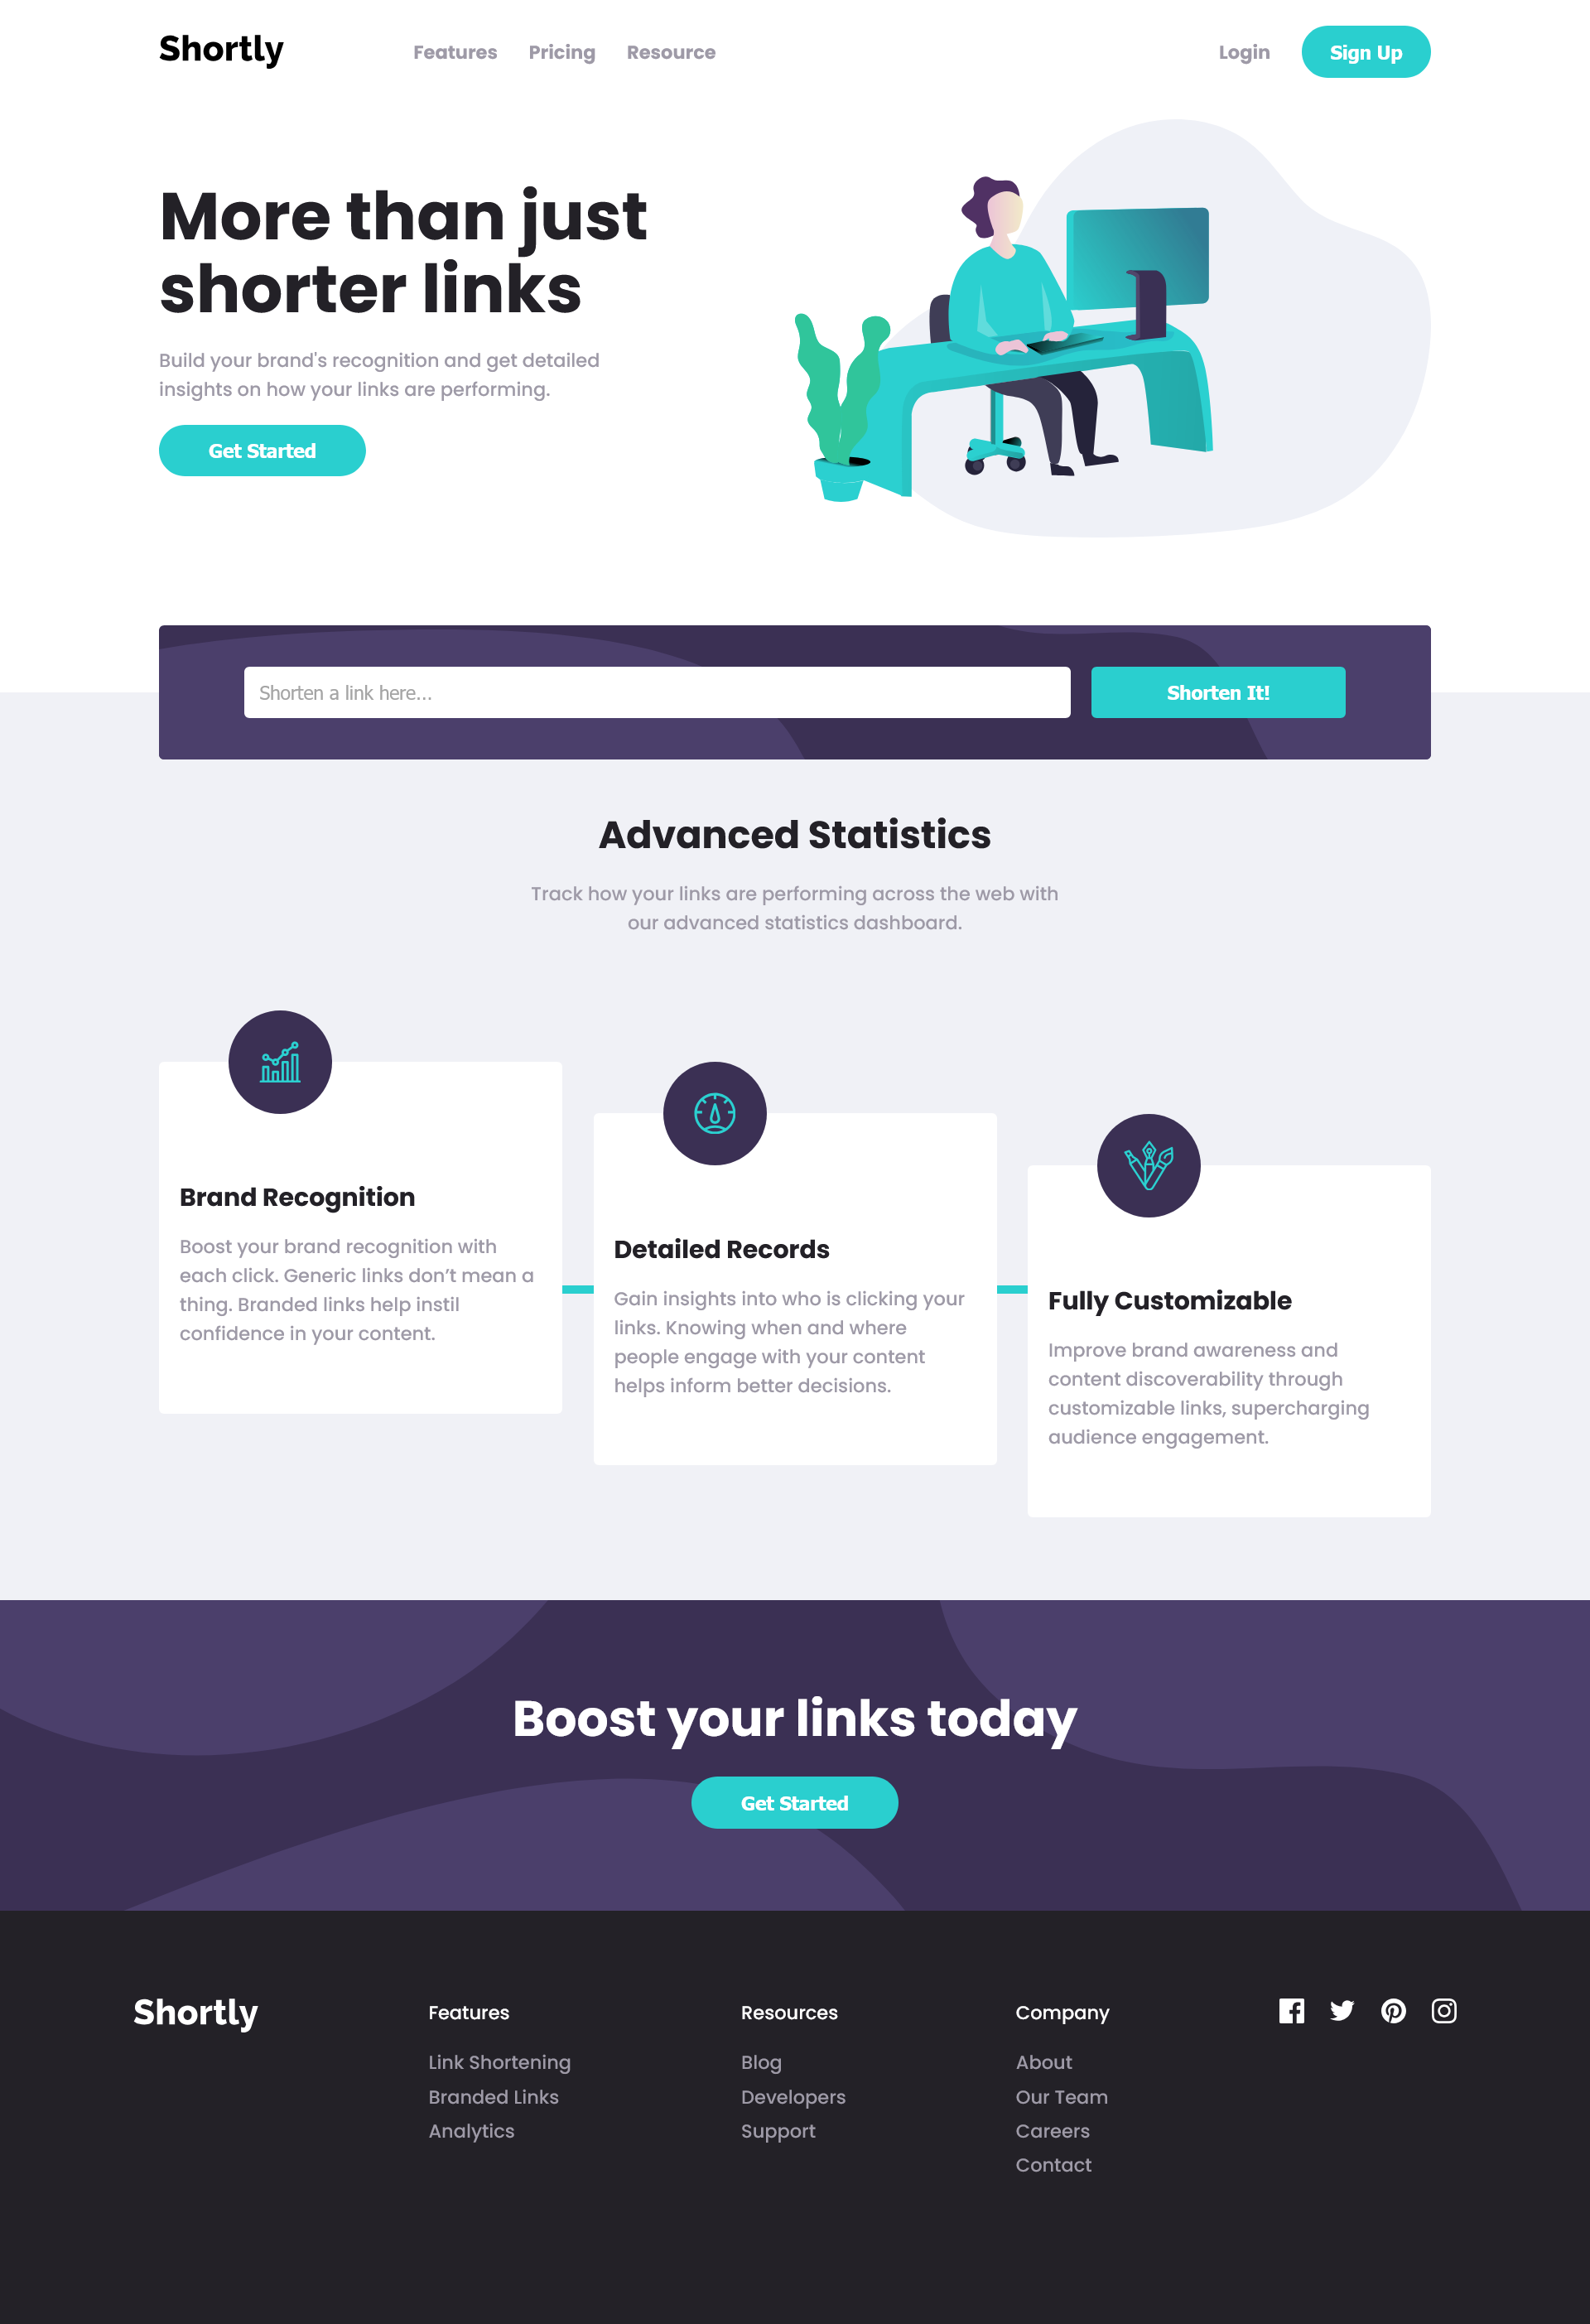 Shortly
Features Pricing Resource
Login Sign Up
More than just
shorter links
Build your brand's recognition and get detailed
insights on how your links are performing.
Get Started
Shorten a link here...
Shorten It!
Advanced Statistics
Track how your links are performing across the web with
our advanced statistics dashboard.
Brand Recognition
Boost your brand recognition with
each click. Generic links don’t mean a
thing. Branded links help instil
confidence in your content.
Detailed Records
Gain insights into who is clicking your
links. Knowing when and where
people engage with your content
helps inform better decisions.
Fully Customizable
Improve brand awareness and
content discoverability through
customizable links, supercharging
audience engagement.
Boost your links today
Get Started
Shortly
Features
Link Shortening
Branded Links
Analytics
Resources
Blog
Developers
Support
Company
About
Our Team
Careers
Contact